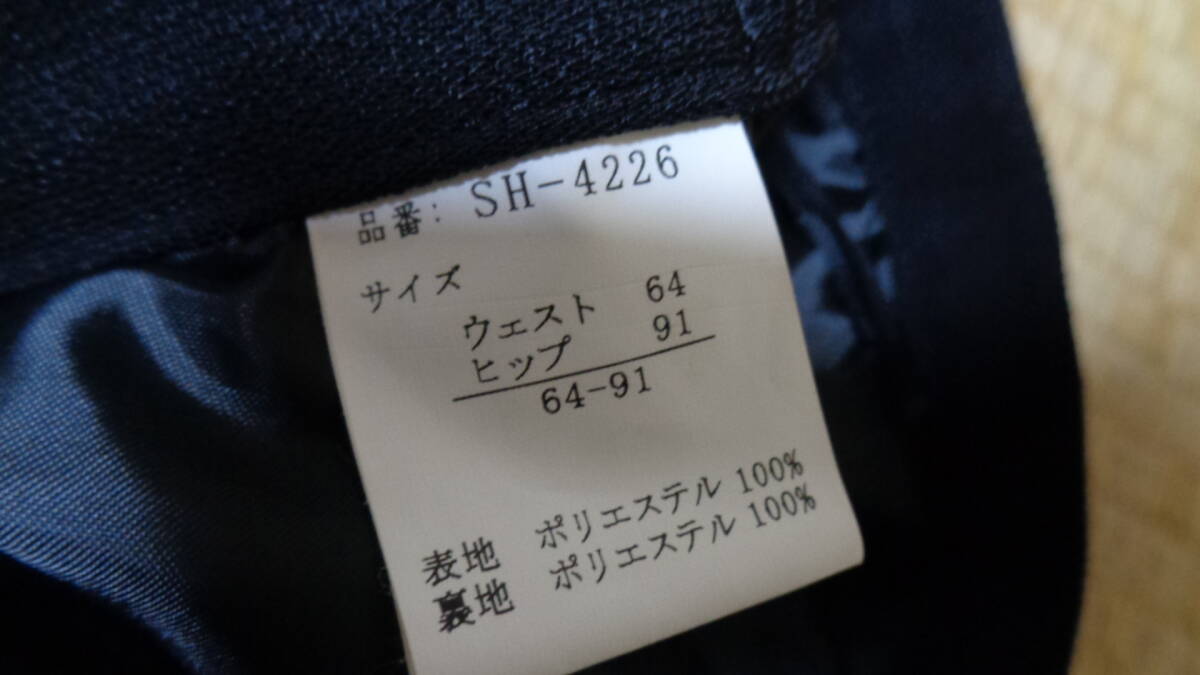 品番: SH-4226
サイズ
ウェスト 64
ヒップ 91
64-91
表地 ポリエステル 100%
裏地 ポリエステル 100%